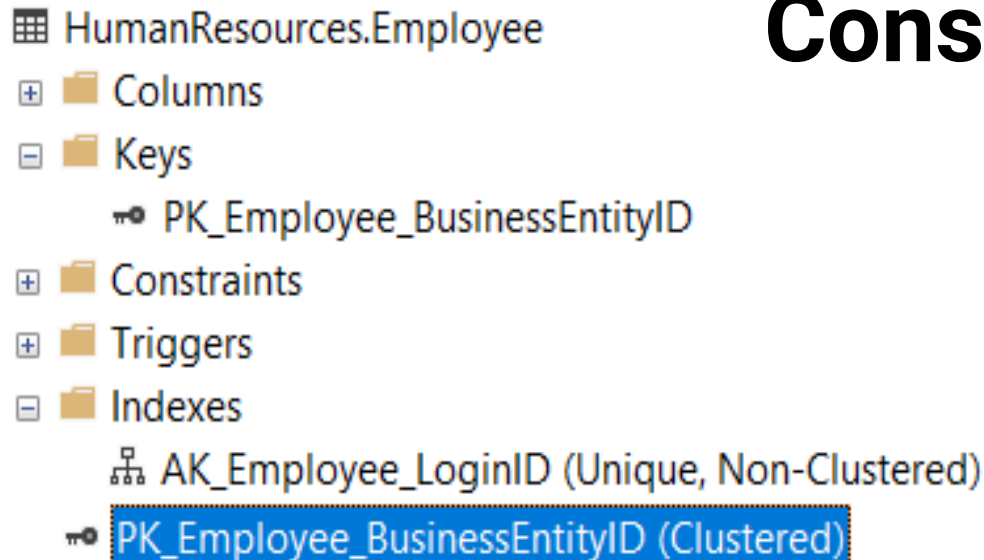 HumanResources.Employee
Cons
Columns
Keys
PK_Employee_BusinessEntityID
Constraints
Triggers
Indexes
AK_Employee_LoginID (Unique, Non-Clustered)
PK_Employee_BusinessEntityID (Clustered)